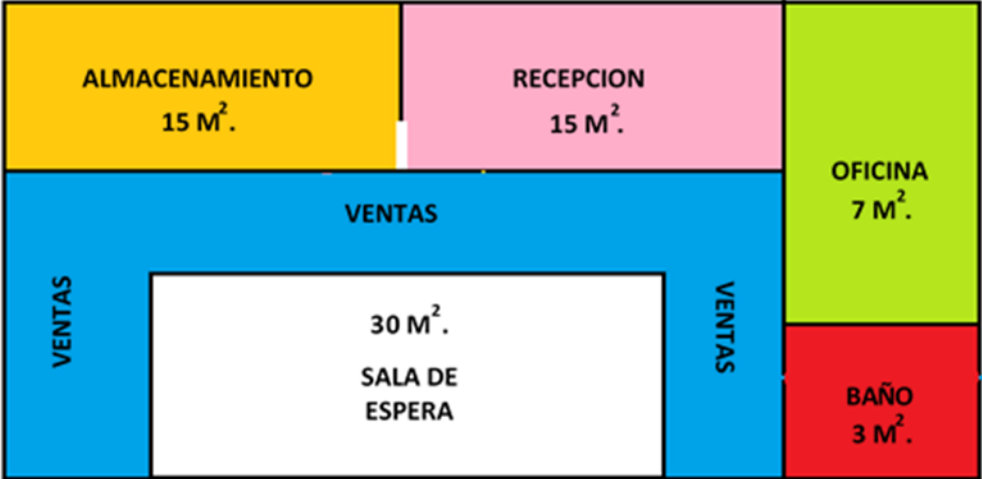 ALMACENAMIENTO
15 M².
RECEPCION
15 M².
OFICINA
7 M².
VENTAS
VENTAS
30 M².
SALA DE
ESPERA
VENTAS
BAÑO
3 M².